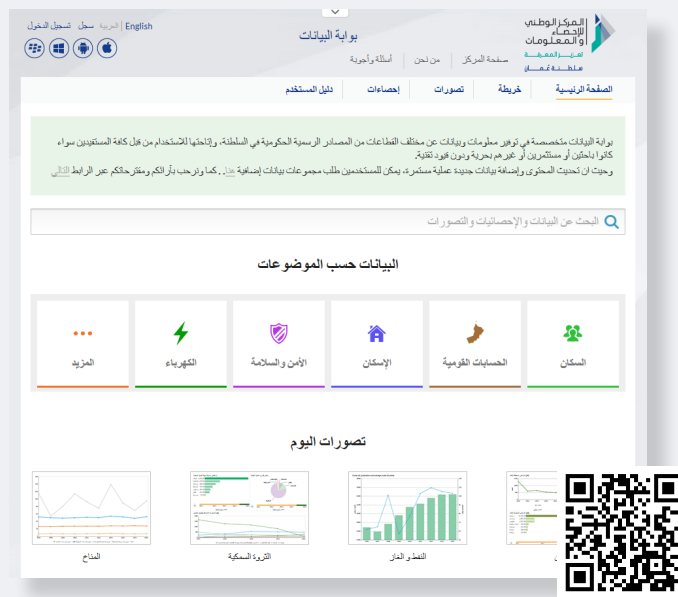 المركز الوطني
للإحصاء
والمعلومات
تعزيز المعرفة
سلطنة عمان
بوابة البيانات
English | العربية سجل تسجيل الدخول
صفحة المركز | من نحن | أسئلة وأجوبة
الصفحة الرئيسية خريطة تصورات إحصاءات دليل المستخدم
بوابة البيانات متخصصة في توفير معلومات وبيانات عن مختلف القطاعات من المصادر الرسمية الحكومية في السلطنة، وإتاحتها للاستخدام من قبل كافة المستفيدين سواء
كانوا باحثين أو مستثمرين أو غيرهم بحرية ودون قيود تقنية.
وحيث ان تحديث المحتوى وإضافة بيانات جديدة عملية مستمرة، يمكن للمستخدمين طلب مجموعات بيانات إضافية هنا. . كما ونرحب بآرائكم ومقترحاتكم عبر الرابط التالي
البحث عن البيانات والإحصائيات والتصورات
البيانات حسب الموضوعات
السكان
الحسابات القومية
الإسكان
الأمن والسلامة
الكهرباء
المزيد
تصورات اليوم
النفط و الغاز
الثروة السمكية
المناخ